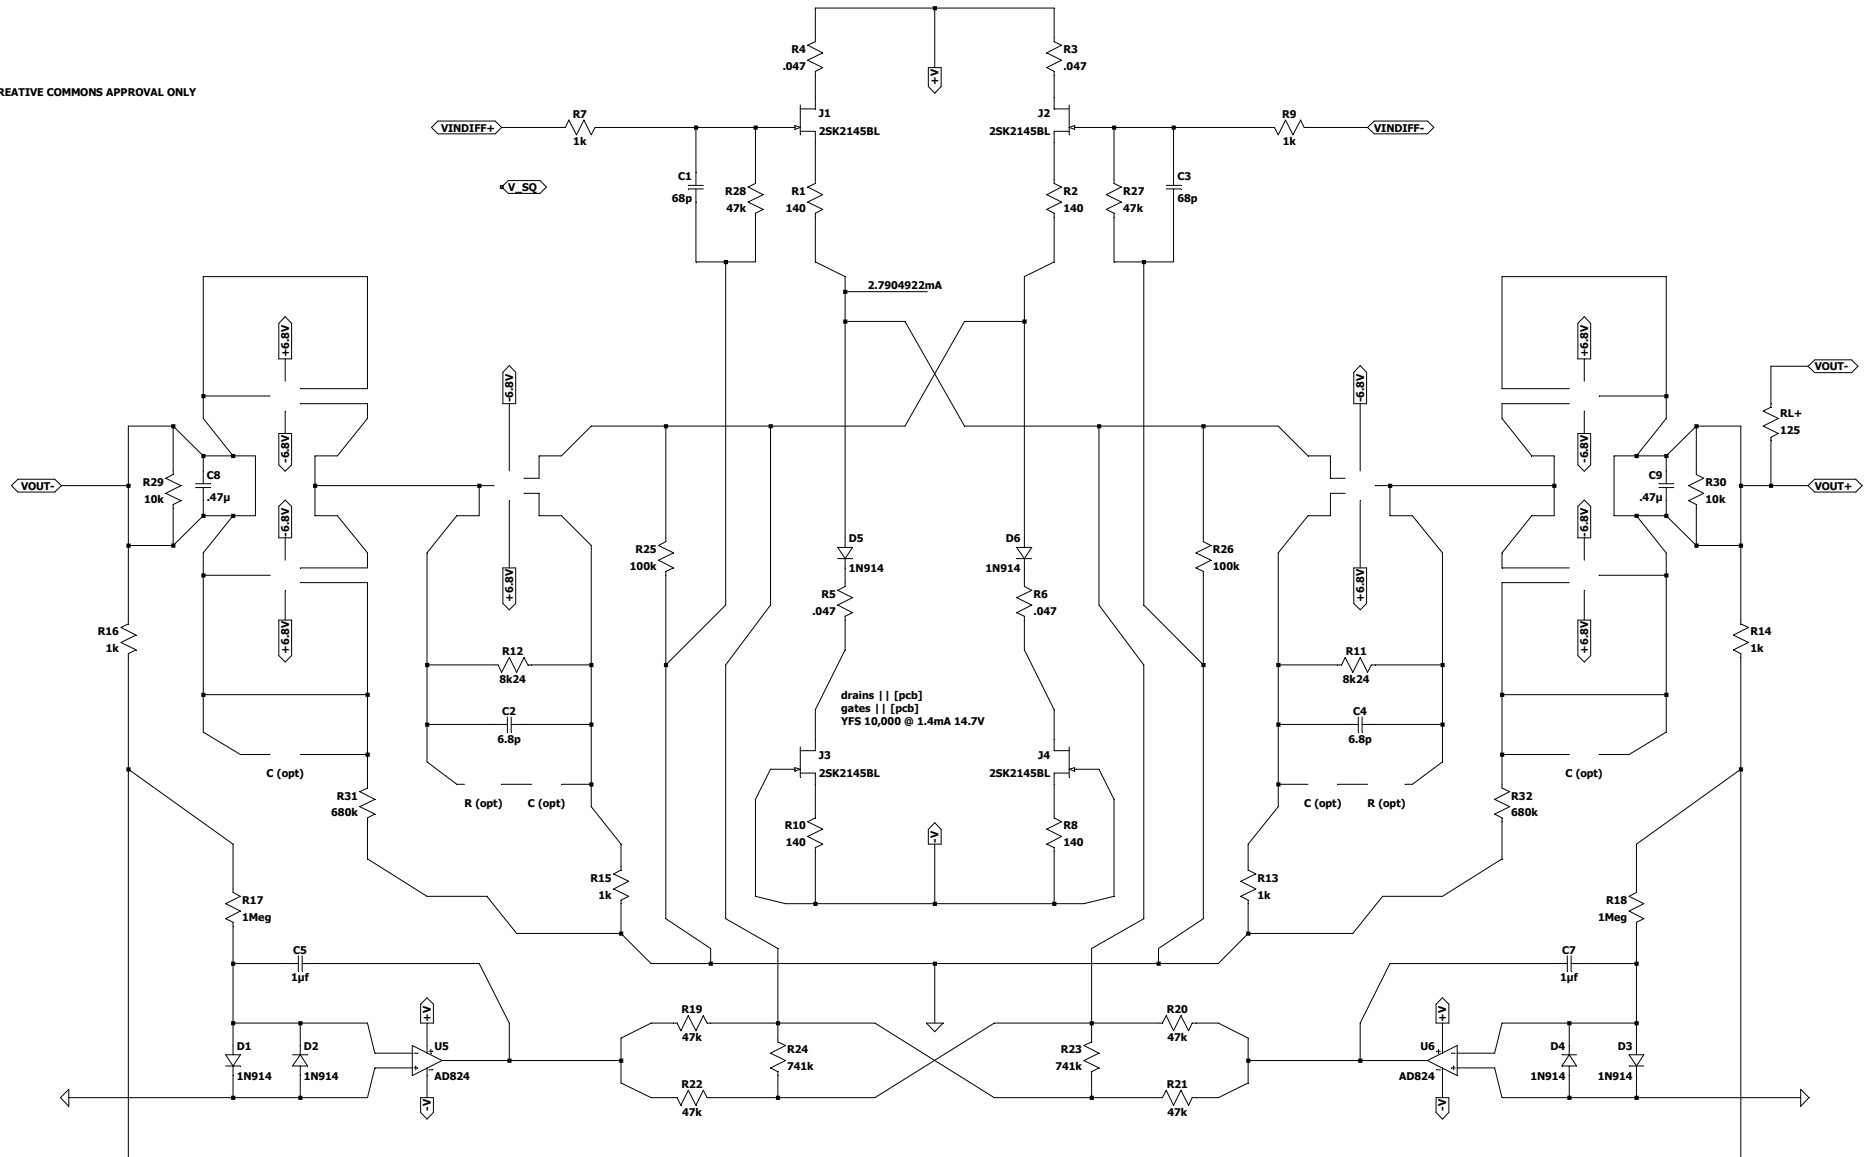 REATIVE COMMONS APPROVAL ONLY
R4
.047
+V
R3
.047
VINDIFF+
R7
1k
J1
2SK2145BL
J2
2SK2145BL
R9
1k
VINDIFF-
V_SQ
C1
68p
R28
47k
R1
140
R2
140
R27
47k
C3
68p
2.7904922mA
+6.8V
-6.8V
-6.8V
+6.8V
VOUT-
RL+
125
-6.8V
-6.8V
VOUT-
R29
10k
C8
.47µ
C9
.47µ
R30
10k
VOUT+
-6.8V
-6.8V
R25
100k
D5
1N914
D6
1N914
R26
100k
+6.8V
+6.8V
R5
.047
R6
.047
R16
1k
+6.8V
+6.8V
R14
1k
R12
8k24
R11
8k24
drains || [pcb]
gates || [pcb]
YFS 10,000 @ 1.4mA 14.7V
C2
6.8p
C4
6.8p
J3
2SK2145BL
J4
2SK2145BL
C (opt)
C (opt)
R31
680k
R (opt)
C (opt)
C (opt)
R (opt)
R32
680k
R10
140
-V
R8
140
R15
1k
R13
1k
R17
1Meg
R18
1Meg
C5
1µf
C7
1µf
+V
R19
47k
R20
47k
+V
D1
1N914
D2
1N914
U5
AD824
R24
741k
R23
741k
U6
AD824
D4
1N914
D3
1N914
-V
R22
47k
R21
47k
-V